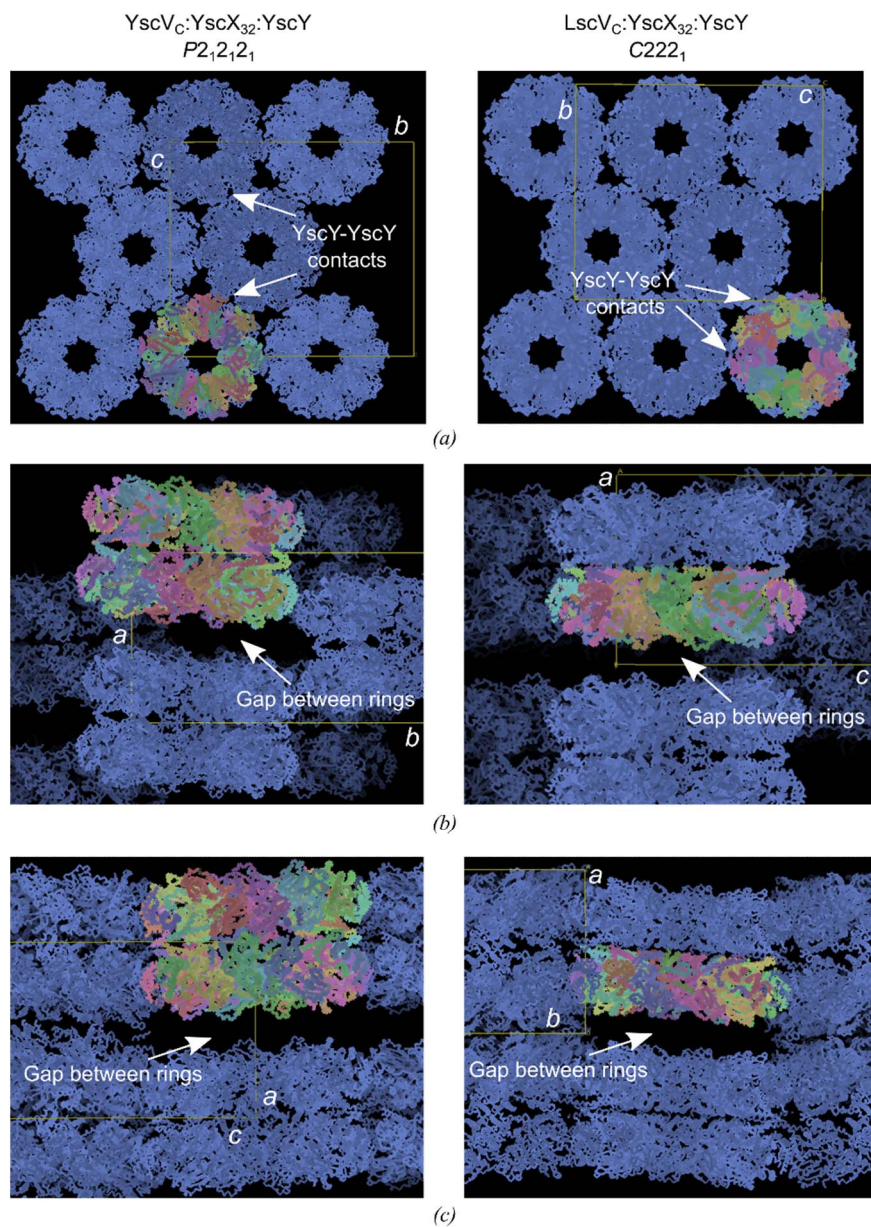 YscV_C:YscX_32:YscY
P2_12_12_1
LscV_C:YscX_32:YscY
C222_1
b
c
YscY-YscY
contacts
c
b
YscY-YscY
contacts
(a)
a
Gap between rings
b
a
Gap between rings
c
(b)
Gap between rings
a
c
a
b
Gap between rings
(c)